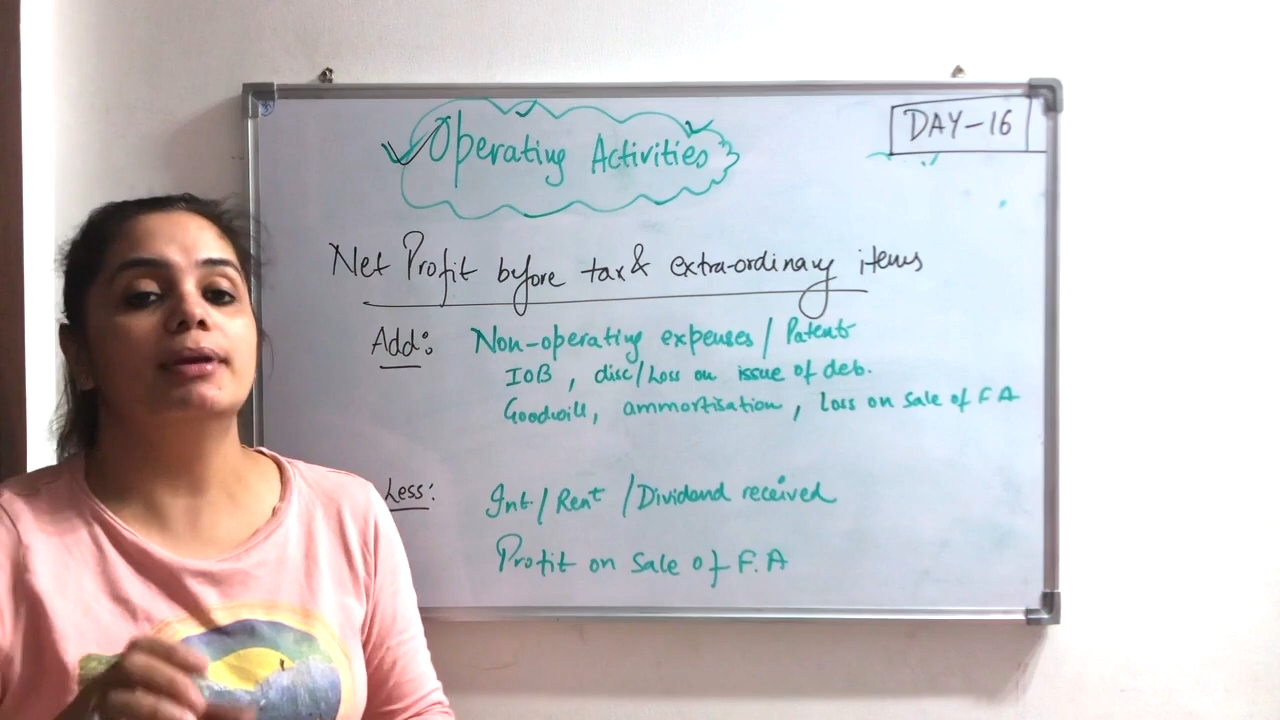 Operating Activities
DAY-16
Net Profit before tax & extra-ordinary items
Add: Non-operating expenses / Patents
IOB, disc/Loss on issue of deb.
Goodwill, ammortisation, Loss on sale of F A
Less: Int./Rent /Dividend received
Profit on sale of F.A